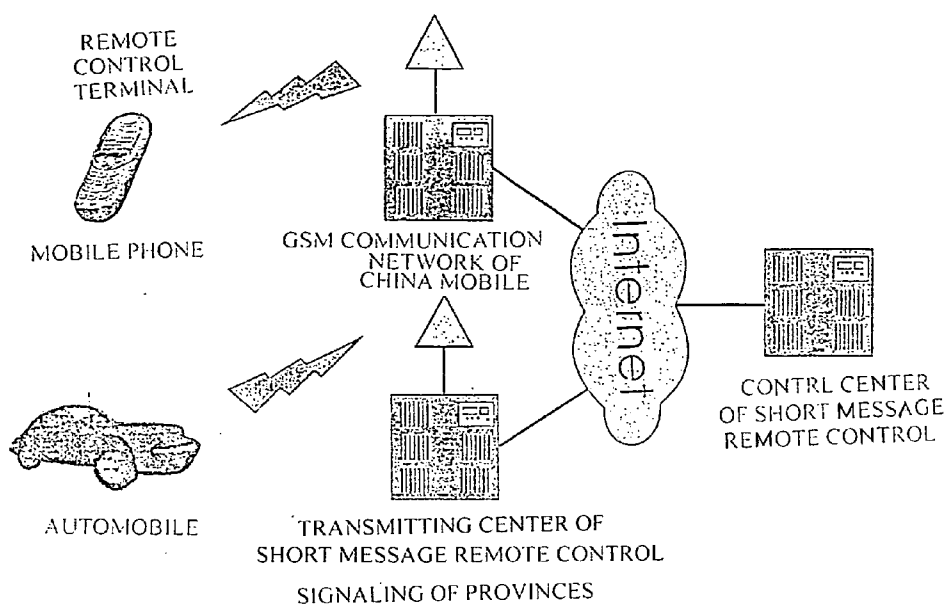 REMOTE
CONTROL
TERMINAL
MOBILE PHONE
GSM COMMUNICATION
NETWORK OF
CHINA MOBILE
Internet
CONTRL CENTER
OF SHORT MESSAGE
REMOTE CONTROL
AUTOMOBILE
TRANSMITTING CENTER OF
SHORT MESSAGE REMOTE CONTROL
SIGNALING OF PROVINCES